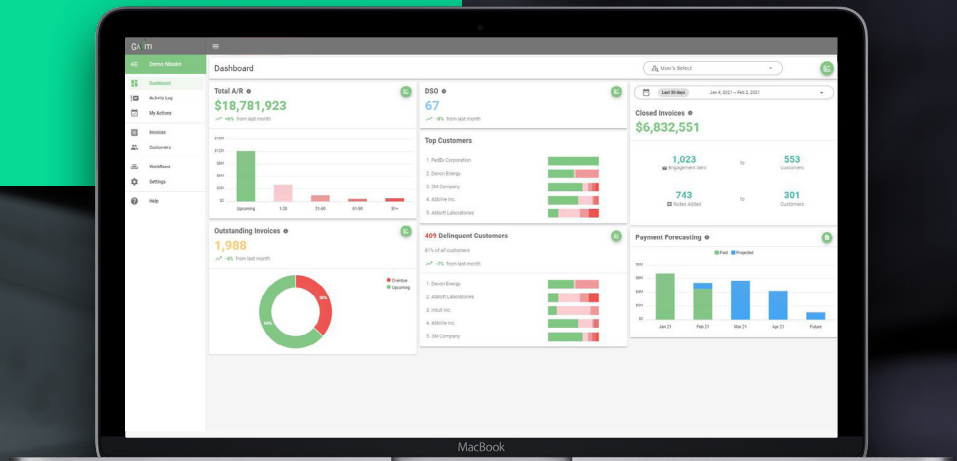 GAITI
Demo Nissim
Dashboard
Activity Log
My Actions
Invoices
Customers
Workflows
Settings
Help
Dashboard
User's Select
Total A/R
$18,781,923
from last month
Upcoming
1-30
31-60
61-90
91+
Outstanding Invoices
1,988
from last month
Overdue
Upcoming
DSO
67
from last month
Top Customers
1. FedEx Corporation
2. Devon Energy
3. 3M Company
4. AbbVie Inc.
5. Abbott Laboratories
409 Delinquent Customers
81% of all customers
from last month
1. Devon Energy
2. Abbott Laboratories
3. Intuit Inc.
4. AbbVie Inc.
5. 3M Company
Last 30 days
Jan 4, 2021 – Feb 2, 2021
Closed Invoices
$6,832,551
1,023
to
553
Engagement Sent
Customers
743
to
301
Notes Added
Customers
Payment Forecasting
Paid
Projected
Jan 21
Feb 21
Mar 21
Apr 21
Future
MacBook